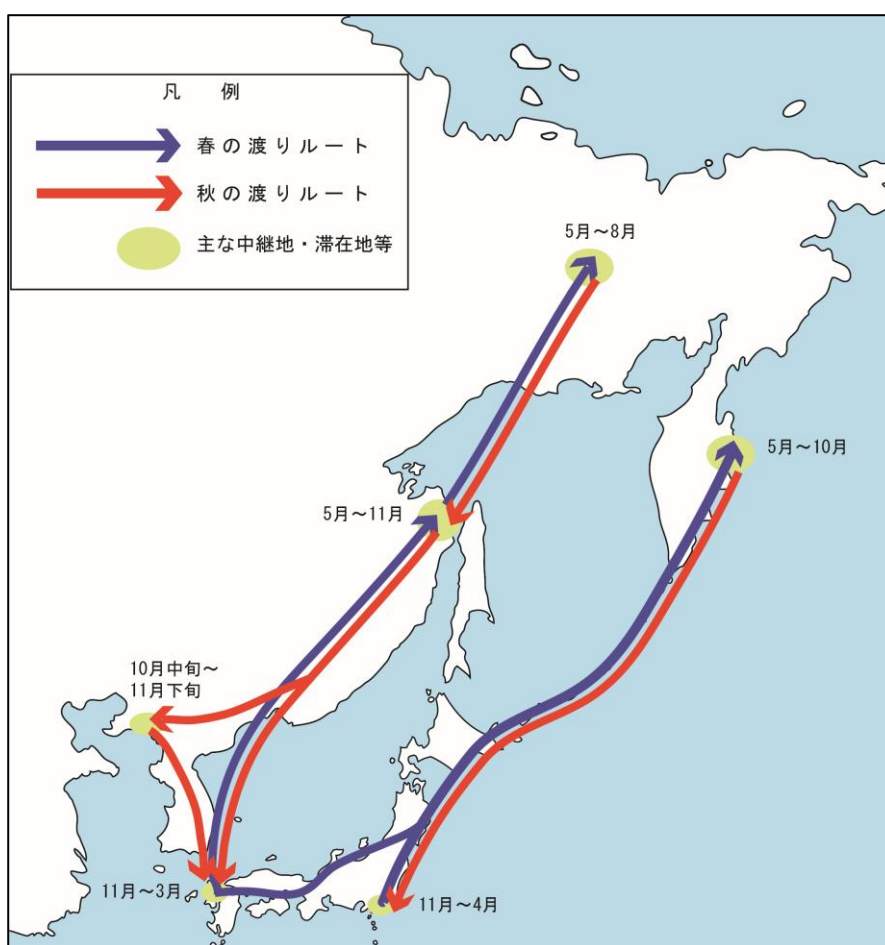 凡 例
春の渡りルート
秋の渡りルート
主な中継地・滞在地等
5月～8月
5月～10月
5月～11月
10月中旬～
11月下旬
11月～3月
11月～4月